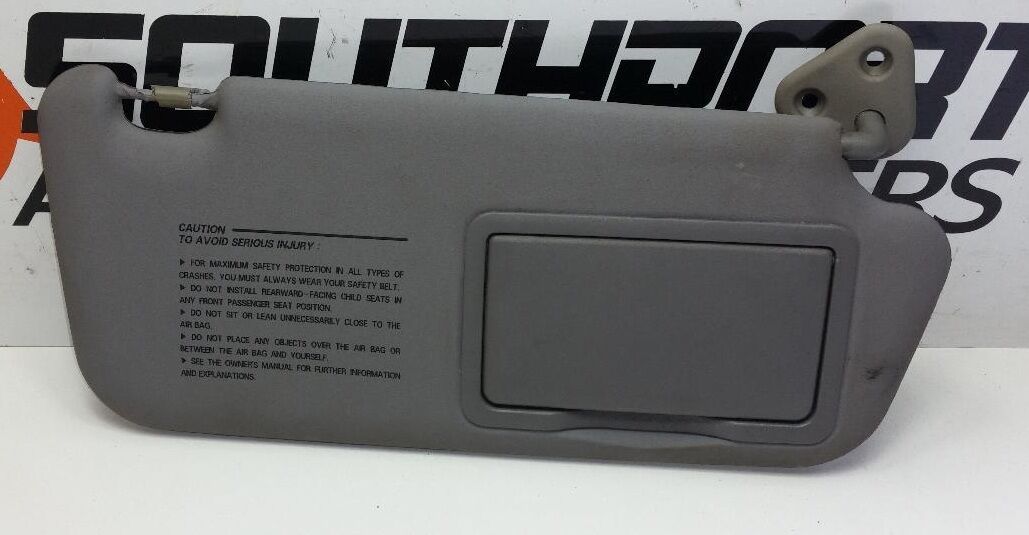 SOUTHPORT
CAUTION
TO AVOID SERIOUS INJURY :
▶ FOR MAXIMUM SAFETY PROTECTION IN ALL TYPES OF
CRASHES, YOU MUST ALWAYS WEAR YOUR SAFETY BELT.
▶ DO NOT INSTALL REARWARD-FACING CHILD SEATS IN
ANY FRONT PASSENGER SEAT POSITION.
▶ DO NOT SIT OR LEAN UNNECESSARILY CLOSE TO THE
AIR BAG.
▶ DO NOT PLACE ANY OBJECTS OVER THE AIR BAG OR
BETWEEN THE AIR BAG AND YOURSELF.
▶ SEE THE OWNER'S MANUAL FOR FURTHER INFORMATION
AND EXPLANATIONS.